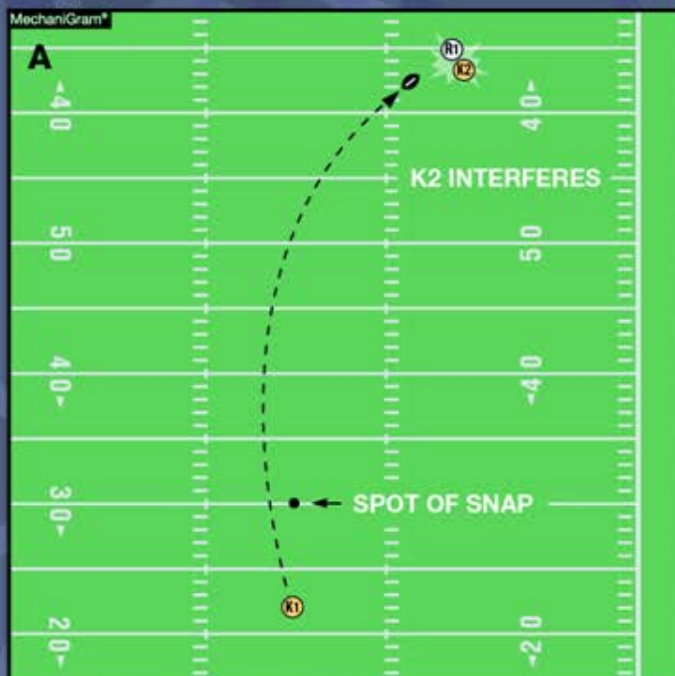 MechaniGram®
A
R1
K2
40 40
K2 INTERFERES
50 50
40 40
SPOT OF SNAP
30
K1
20 20